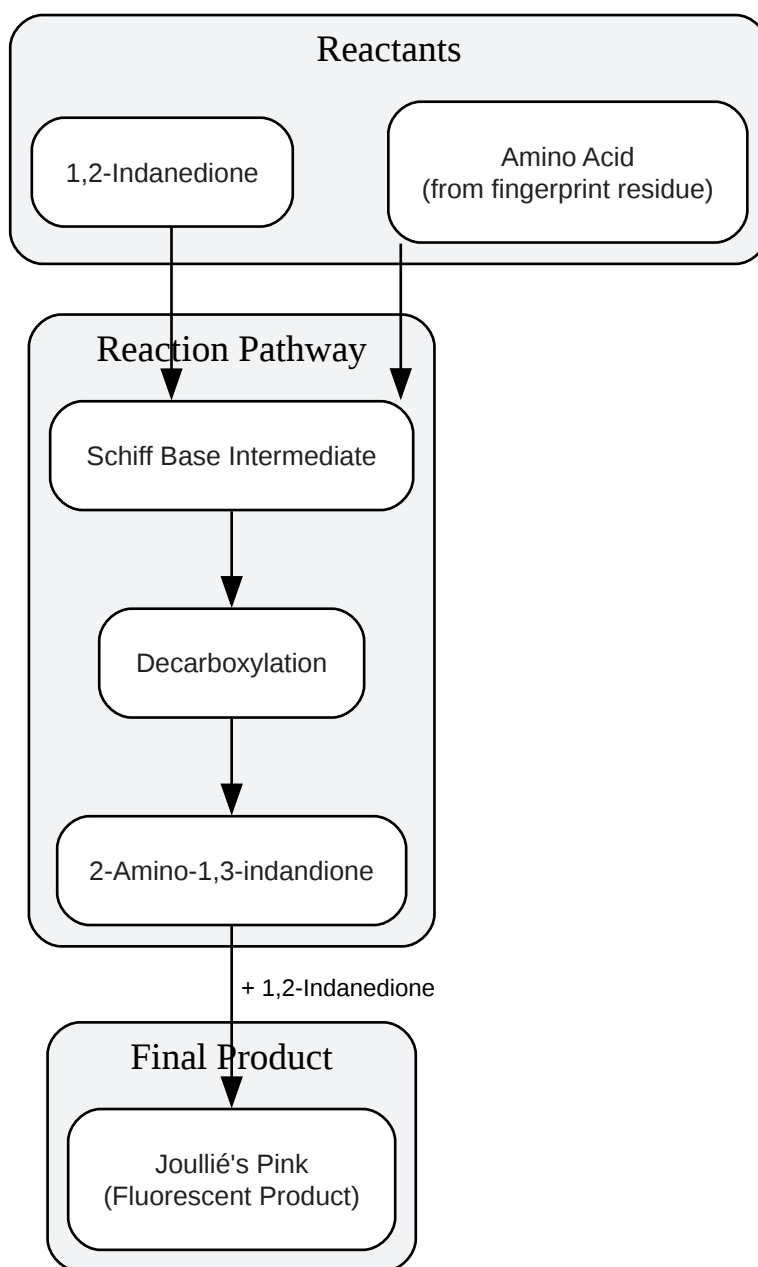 Reactants
1,2-Indanedione
Amino Acid
(from fingerprint residue)
Reaction Pathway
Schiff Base Intermediate
Decarboxylation
2-Amino-1,3-indandione
+ 1,2-Indanedione
Final Product
Joullié's Pink
(Fluorescent Product)